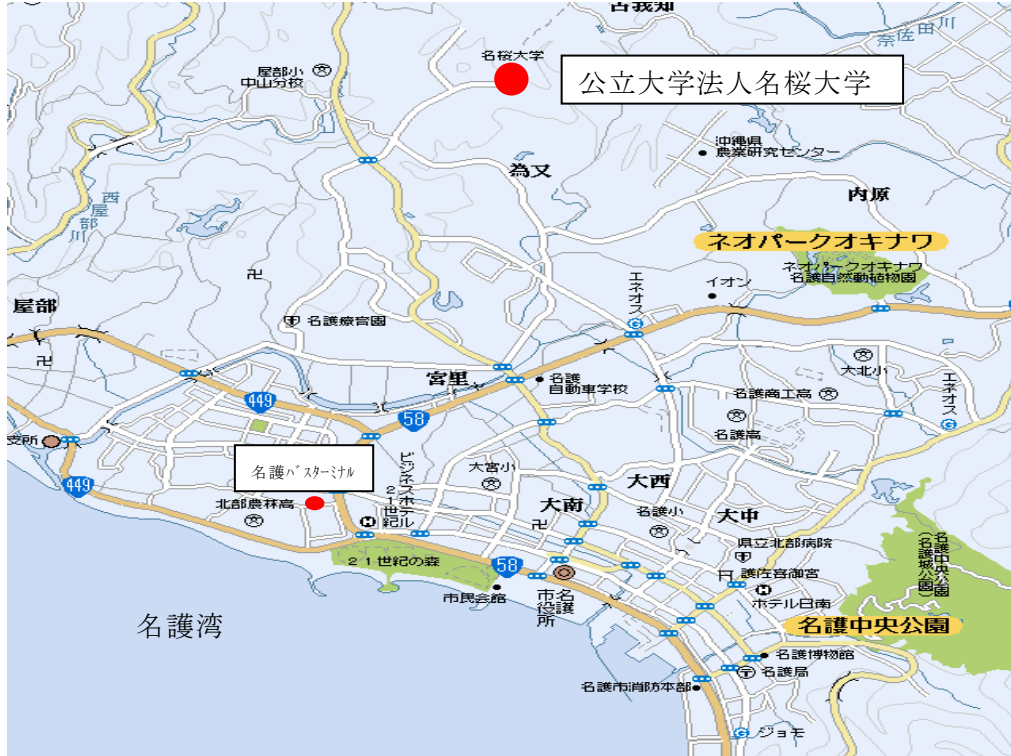 古我知
奈佐田川
名桜大学
公立大学法人名桜大学
屋部小
中山分校
沖縄県
農業研究センター
為又
内原
西屋部川
ネオパークオキナワ
ネオパークオキナワ
名護自然動植物園
イオン
エネオス
屋部
名護療育園
大北小
宮里
名護
自動車学校
名護商工高
エネオス
449
58
名護高
支所
ビジネスホテル
21世紀
大宮小
名護バスターミナル
大西
449
北部農林高
大南
名護小
大中
県立北部病院
名護中央公園
(名護城公園)
21世紀の森
58
護佐喜御宮
市民会館
名護
市役所
ホテル日南
名護湾
名護中央公園
名護博物館
名護局
名護市消防本部
ジョモ